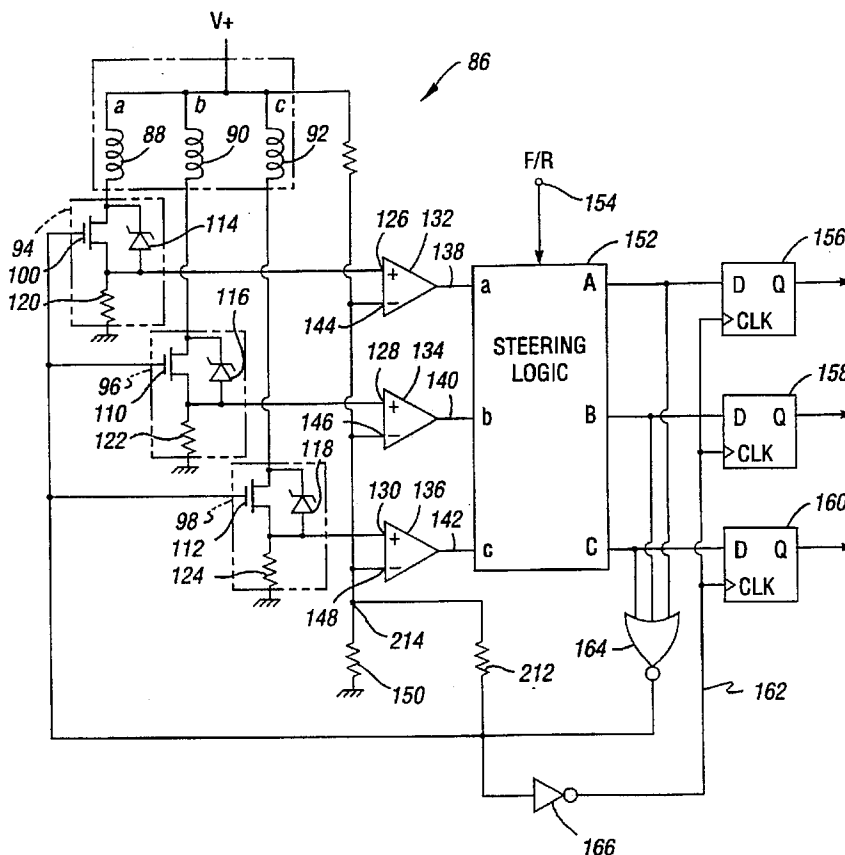 V+
86
a b c
88 90 92
F/R
154
94
100
114
120
126 132 138
152
156
+
−
144
a
A
D Q
CLK
STEERING
LOGIC
96
110
116
122
128 134 140
158
+
−
146
b
B
D Q
CLK
98
112
118
124
130 136 142
160
+
−
148
c
C
D Q
CLK
214
150
212
164
162
166